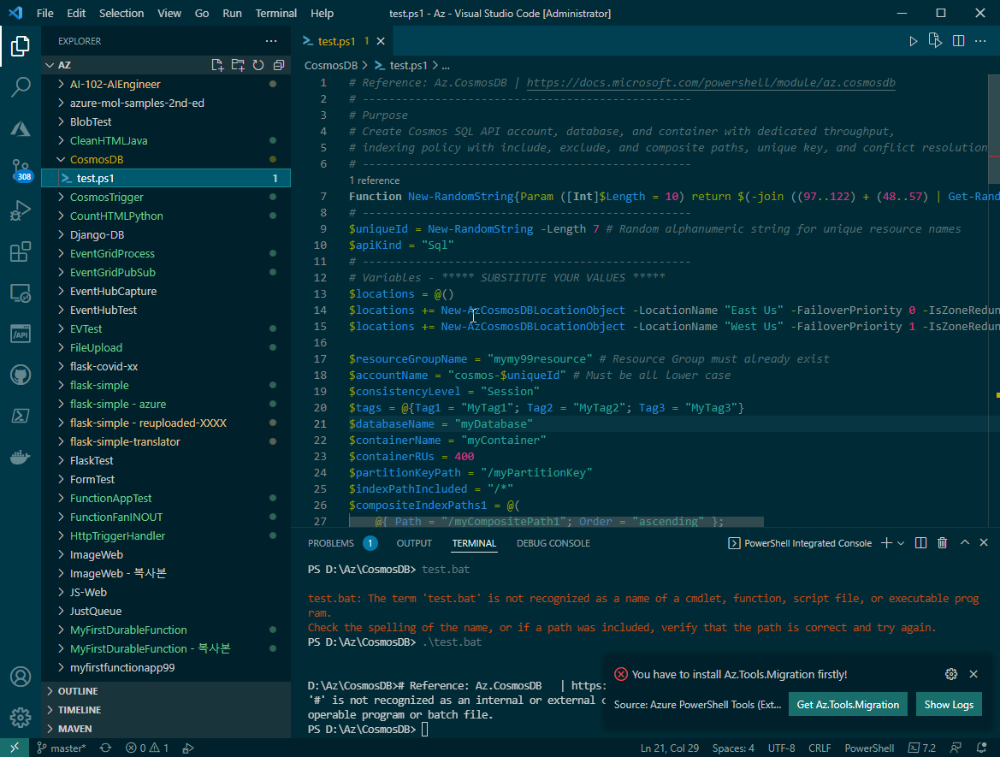 File Edit Selection View Go Run Terminal Help
test.ps1 - Az - Visual Studio Code [Administrator]
EXPLORER
AZ
AI-102-AIEngineer
azure-mol-samples-2nd-ed
BlobTest
CleanHTMLJava
CosmosDB
test.ps1 1
CosmosTrigger
CountHTMLPython
Django-DB
EventGridProcess
EventGridPubSub
EventHubCapture
EventHubTest
EVTest
FileUpload
flask-covid-xx
flask-simple
flask-simple - azure
flask-simple - reuploaded-XXXX
flask-simple-translator
FlaskTest
FormTest
FunctionAppTest
FunctionFanINOUT
HttpTriggerHandler
ImageWeb
ImageWeb - 복사본
JS-Web
JustQueue
MyFirstDurableFunction
MyFirstDurableFunction - 복사본
myfirstfunctionapp99
OUTLINE
TIMELINE
MAVEN
308
API
test.ps1 1
CosmosDB > test.ps1 > ...
1 # Reference: Az.CosmosDB | https://docs.microsoft.com/powershell/module/az.cosmosdb
2 # --------------------------------------------------
3 # Purpose
4 # Create Cosmos SQL API account, database, and container with dedicated throughput,
5 # indexing policy with include, exclude, and composite paths, unique key, and conflict resolution
6 # --------------------------------------------------
1 reference
7 Function New-RandomString{Param ([Int]$Length = 10) return $(-join ((97..122) + (48..57) | Get-Rand
8 # --------------------------------------------------
9 $uniqueId = New-RandomString -Length 7 # Random alphanumeric string for unique resource names
10 $apiKind = "Sql"
11 # --------------------------------------------------
12 # Variables - ***** SUBSTITUTE YOUR VALUES *****
13 $locations = @()
14 $locations += New-AzCosmosDBLocationObject -LocationName "East Us" -FailoverPriority 0 -IsZoneRedun
15 $locations += New-AzCosmosDBLocationObject -LocationName "West Us" -FailoverPriority 1 -IsZoneRedun
16
17 $resourceGroupName = "mymy99resource" # Resource Group must already exist
18 $accountName = "cosmos-$uniqueId" # Must be all lower case
19 $consistencyLevel = "Session"
20 $tags = @{Tag1 = "MyTag1"; Tag2 = "MyTag2"; Tag3 = "MyTag3"}
21 $databaseName = "myDatabase"
22 $containerName = "myContainer"
23 $containerRUs = 400
24 $partitionKeyPath = "/myPartitionKey"
25 $indexPathIncluded = "/*"
26 $compositeIndexPaths1 = @(
27 @{ Path = "/myCompositePath1"; Order = "ascending" };
PROBLEMS 1 OUTPUT TERMINAL DEBUG CONSOLE
PowerShell Integrated Console
PS D:\Az\CosmosDB> test.bat
test.bat: The term 'test.bat' is not recognized as a name of a cmdlet, function, script file, or executable prog
ram.
Check the spelling of the name, or if a path was included, verify that the path is correct and try again.
PS D:\Az\CosmosDB> .\test.bat
D:\Az\CosmosDB># Reference: Az.CosmosDB | https:
'#' is not recognized as an internal or external c
operable program or batch file.
PS D:\Az\CosmosDB>
You have to install Az.Tools.Migration firstly!
Source: Azure PowerShell Tools (Ext...
Get Az.Tools.Migration
Show Logs
master* 0 1
Ln 21, Col 29 Spaces: 4 UTF-8 CRLF PowerShell 7.2